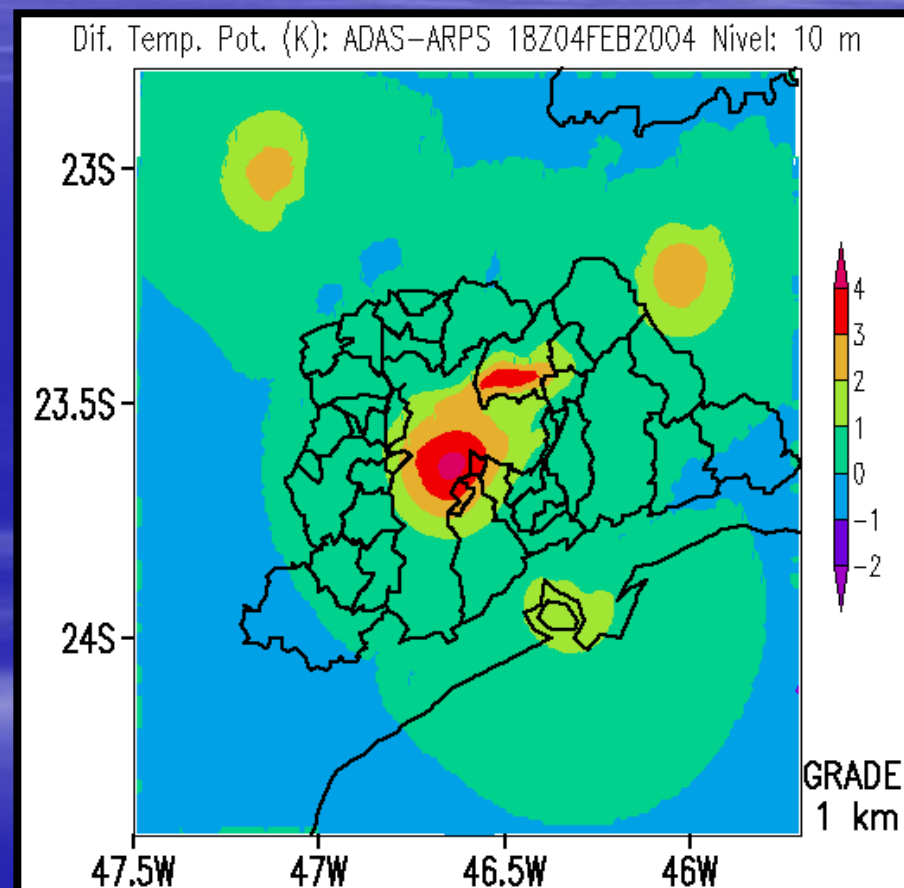 Dif. Temp. Pot. (K): ADAS-ARPS 18Z04FEB2004 Nivel: 10 m
23S
23.5S
24S
47.5W 47W 46.5W 46W
4
3
2
1
0
-1
-2
GRADE
1 km